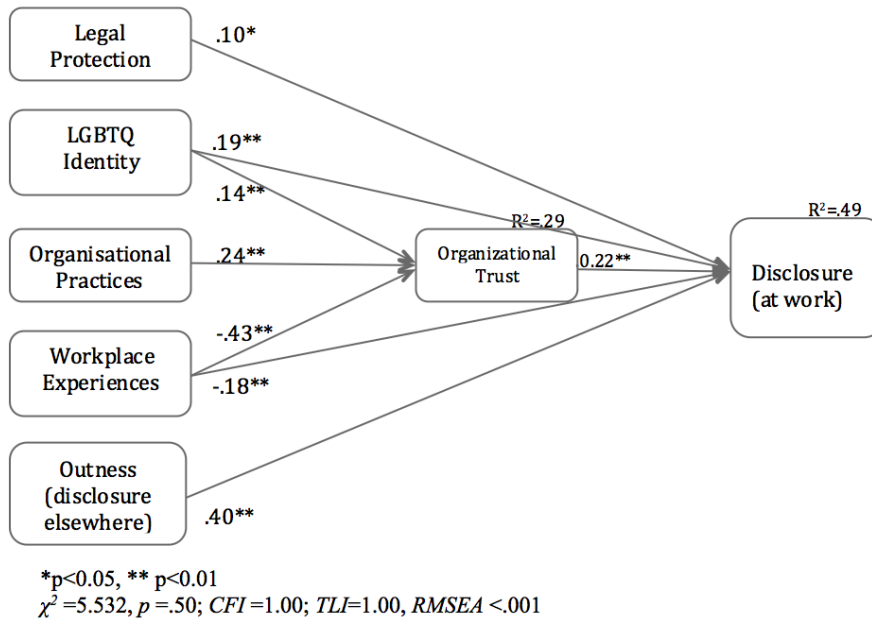 Legal
Protection
.10*
LGBTQ
Identity
.19**
.14**
R²=.29
R²=.49
Organisational
Practices
.24**
Organizational
Trust
0.22**
Disclosure
(at work)
Workplace
Experiences
-.43**
-.18**
Outness
(disclosure
elsewhere)
.40**
*p<0.05, ** p<0.01
χ² =5.532, p =.50; CFI =1.00; TLI=1.00, RMSEA <.001